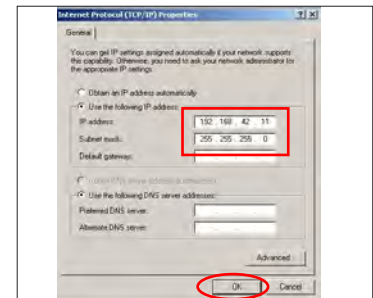 Internet Protocol (TCP/IP) Properties
General
You can get IP settings assigned automatically if your network supports
this capability. Otherwise, you need to ask your network administrator for
the appropriate IP settings.
Obtain an IP address automatically
Use the following IP address:
IP address: 192 . 168 . 42 . 11
Subnet mask: 255 . 255 . 255 . 0
Default gateway:
Use the following DNS server addresses:
Preferred DNS server:
Alternate DNS server:
Advanced...
OK Cancel